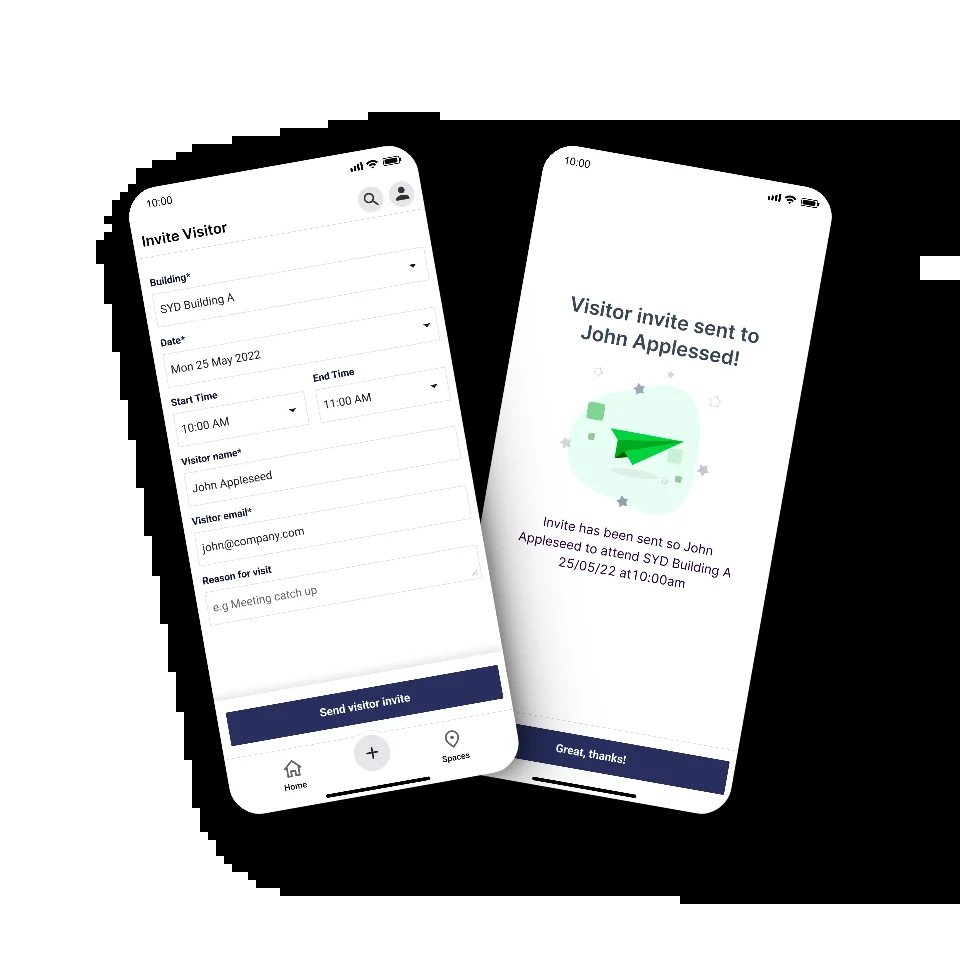 10:00
Invite Visitor
Building*
SYD Building A
Date*
Mon 25 May 2022
Start Time
End Time
10:00 AM
11:00 AM
Visitor name*
John Appleseed
Visitor email*
john@company.com
Reason for visit
e.g Meeting catch up
Send visitor invite
Home
Spaces
10:00
Visitor invite sent to
John Applessed!
Invite has been sent so John
Appleseed to attend SYD Building A
25/05/22 at10:00am
Great, thanks!